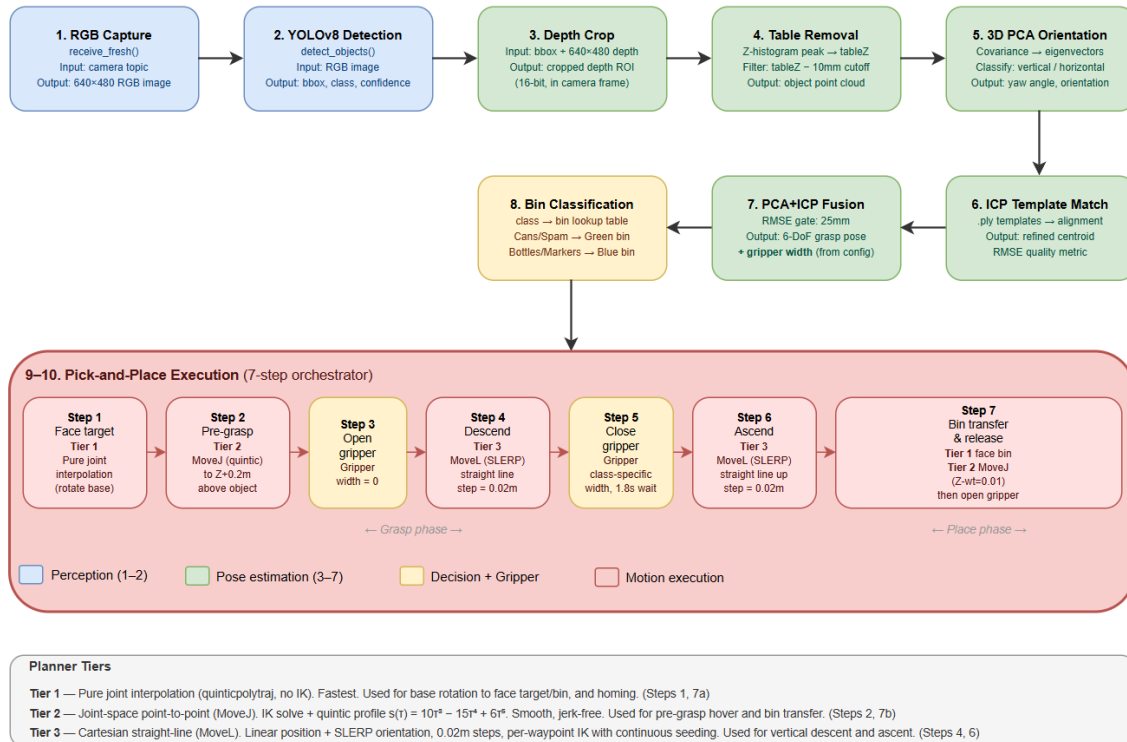 1. RGB Capture
receive_fresh()
Input: camera topic
Output: 640×480 RGB image
2. YOLOv8 Detection
detect_objects()
Input: RGB image
Output: bbox, class, confidence
3. Depth Crop
Input: bbox + 640×480 depth
Output: cropped depth ROI
(16-bit, in camera frame)
4. Table Removal
Z-histogram peak → tableZ
Filter: tableZ − 10mm cutoff
Output: object point cloud
5. 3D PCA Orientation
Covariance → eigenvectors
Classify: vertical / horizontal
Output: yaw angle, orientation
6. ICP Template Match
.ply templates → alignment
Output: refined centroid
RMSE quality metric
7. PCA+ICP Fusion
RMSE gate: 25mm
Output: 6-DoF grasp pose
+ gripper width (from config)
8. Bin Classification
class → bin lookup table
Cans/Spam → Green bin
Bottles/Markers → Blue bin
9–10. Pick-and-Place Execution (7-step orchestrator)
Step 1
Face target
Tier 1
Pure joint
interpolation
(rotate base)
Step 2
Pre-grasp
Tier 2
MoveJ (quintic)
to Z+0.2m
above object
Step 3
Open
gripper
Gripper
width = 0
Step 4
Descend
Tier 3
MoveL (SLERP)
straight line
step = 0.02m
Step 5
Close
gripper
Gripper
class-specific
width, 1.8s wait
Step 6
Ascend
Tier 3
MoveL (SLERP)
straight line up
step = 0.02m
Step 7
Bin transfer
& release
Tier 1 face bin
Tier 2 MoveJ
(Z-wt=0.01)
then open gripper
← Grasp phase →
← Place phase →
Perception (1–2)
Pose estimation (3–7)
Decision + Gripper
Motion execution
Planner Tiers
Tier 1 — Pure joint interpolation (quinticpolytraj, no IK). Fastest. Used for base rotation to face target/bin, and homing. (Steps 1, 7a)
Tier 2 — Joint-space point-to-point (MoveJ). IK solve + quintic profile s(τ) = 10τ³ − 15τ⁴ + 6τ⁵. Smooth, jerk-free. Used for pre-grasp hover and bin transfer. (Steps 2, 7b)
Tier 3 — Cartesian straight-line (MoveL). Linear position + SLERP orientation, 0.02m steps, per-waypoint IK with continuous seeding. Used for vertical descent and ascent. (Steps 4, 6)